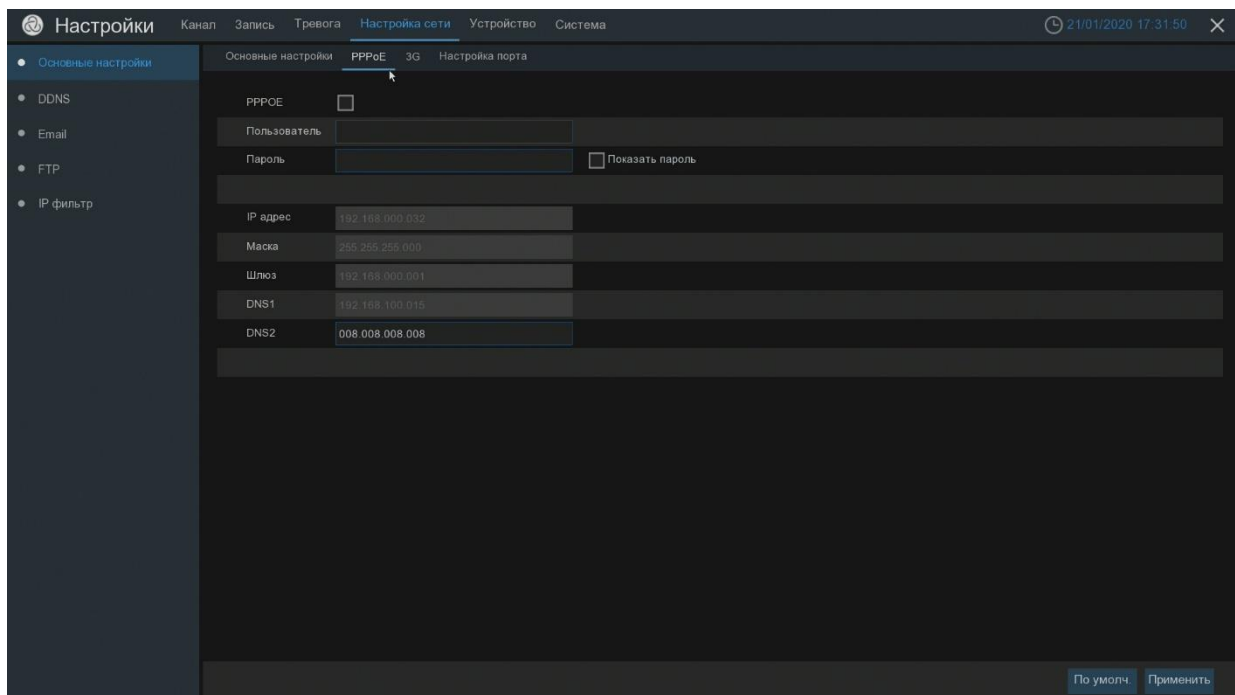 Настройки Канал Запись Тревога Настройка сети Устройство Система 21/01/2020 17:31:50
Основные настройки PPPoE 3G Настройка порта
Основные настройки
DDNS
Email
FTP
IP фильтр
PPPOE
Пользователь
Пароль Показать пароль
IP адрес 192.168.000.032
Маска 255.255.255.000
Шлюз 192.168.000.001
DNS1 192.168.100.015
DNS2 008.008.008.008
По умолч. Применить